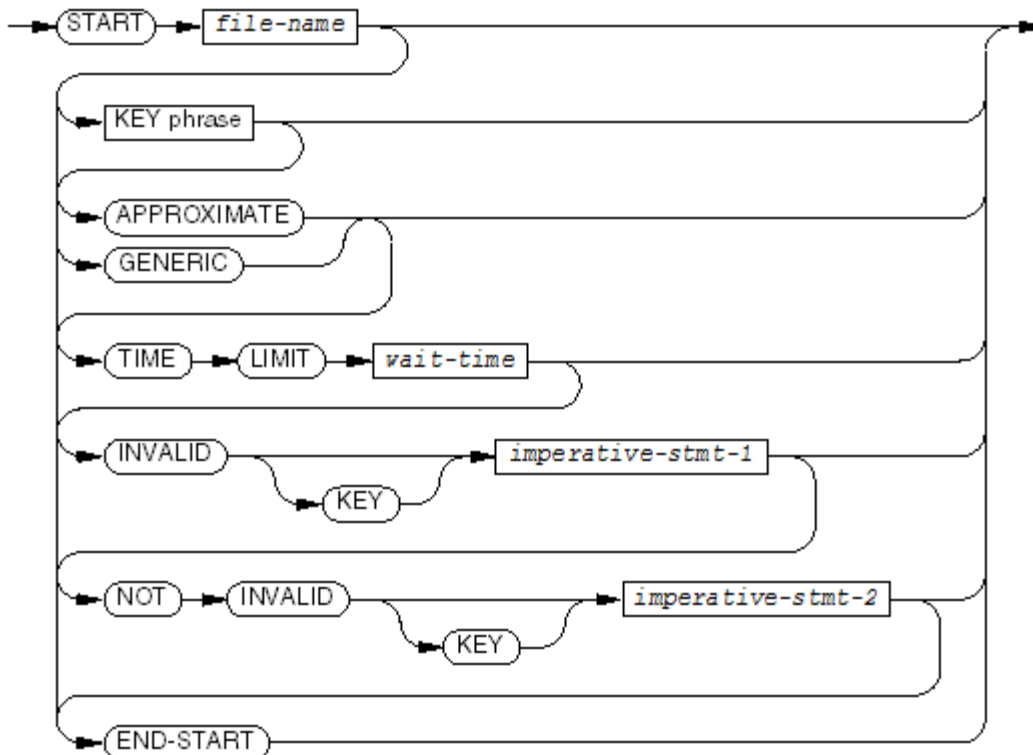 START file-name
KEY phrase
APPROXIMATE
GENERIC
TIME LIMIT wait-time
INVALID imperative-stmt-1
KEY
NOT INVALID imperative-stmt-2
KEY
END-START